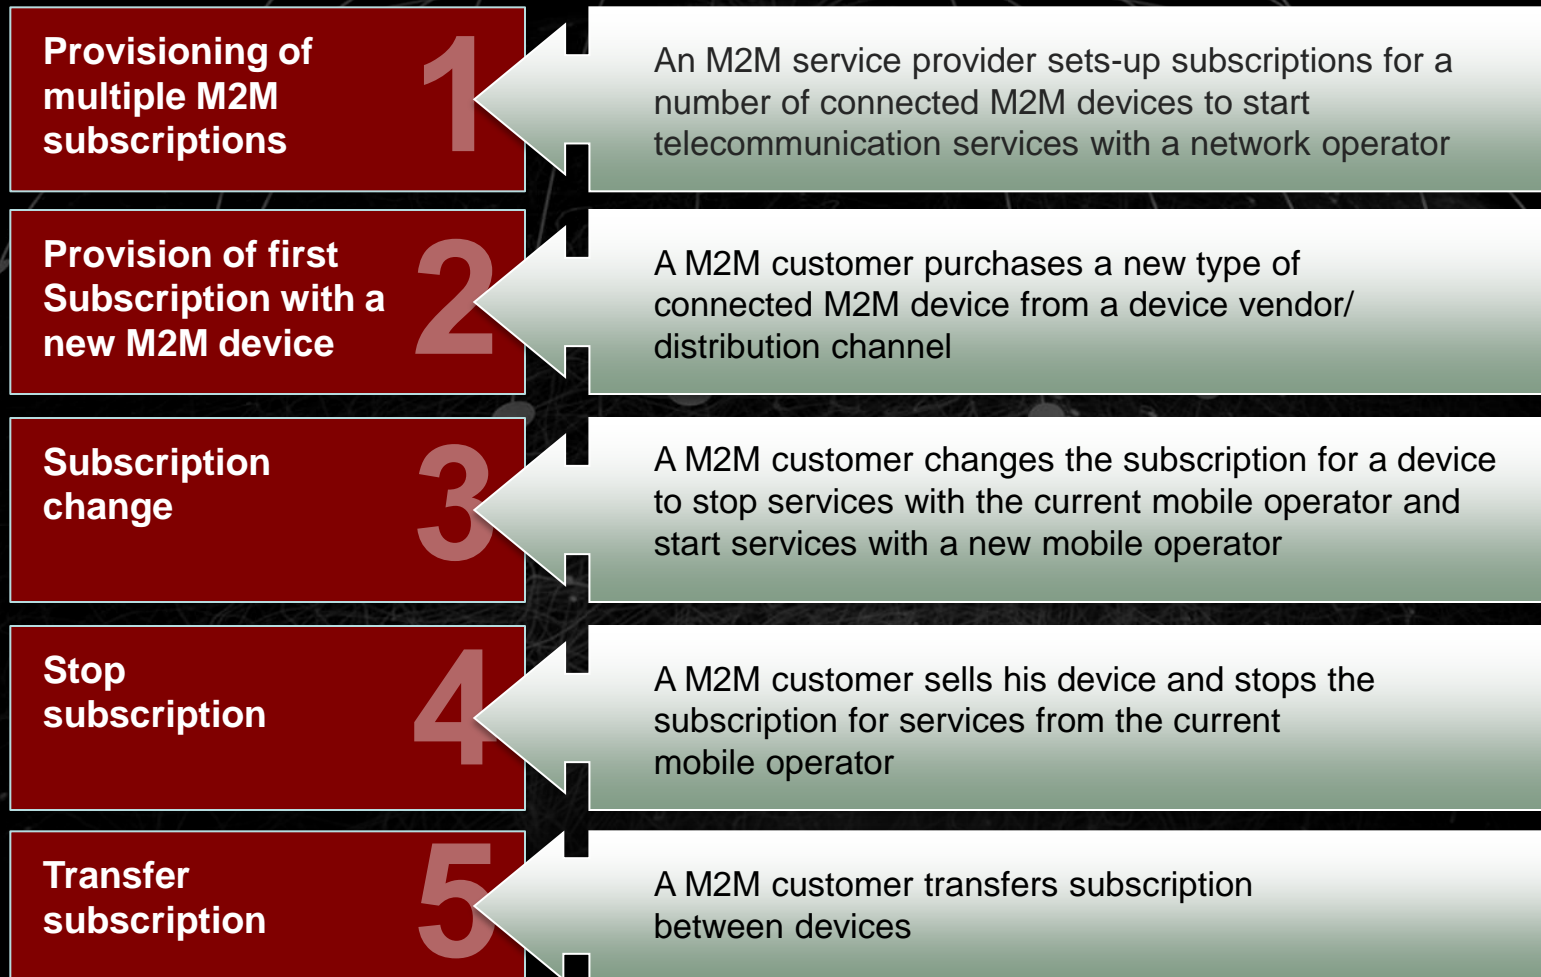 Provisioning of
multiple M2M
subscriptions
1
An M2M service provider sets-up subscriptions for a
number of connected M2M devices to start
telecommunication services with a network operator
Provision of first
Subscription with a
new M2M device
2
A M2M customer purchases a new type of
connected M2M device from a device vendor/
distribution channel
Subscription
change
3
A M2M customer changes the subscription for a device
to stop services with the current mobile operator and
start services with a new mobile operator
Stop
subscription
4
A M2M customer sells his device and stops the
subscription for services from the current
mobile operator
Transfer
subscription
5
A M2M customer transfers subscription
between devices